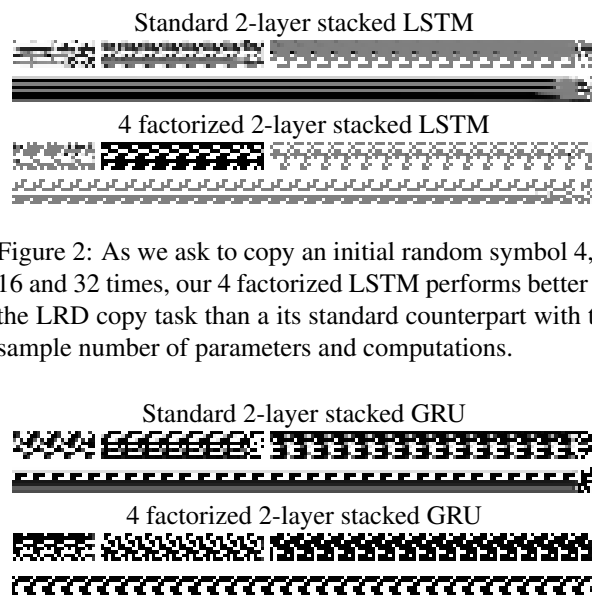 Standard 2-layer stacked LSTM
4 factorized 2-layer stacked LSTM
Figure 2: As we ask to copy an initial random symbol 4,
16 and 32 times, our 4 factorized LSTM performs better
the LRD copy task than a its standard counterpart with t
sample number of parameters and computations.
Standard 2-layer stacked GRU
4 factorized 2-layer stacked GRU